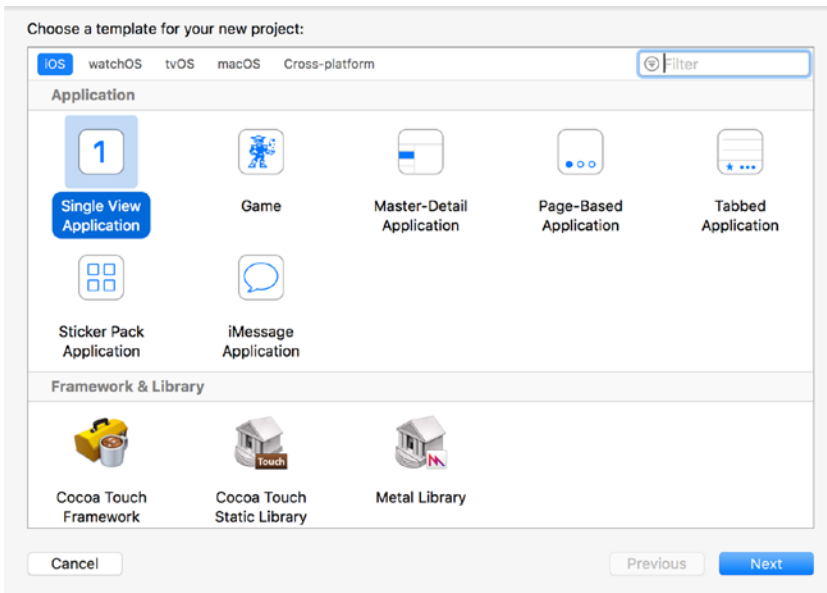 Choose a template for your new project:
iOS watchOS tvOS macOS Cross-platform Filter
Application
1
Single View Game Master-Detail Page-Based Tabbed
Application Application Application Application
Sticker Pack iMessage
Application Application
Framework & Library
Touch
Cocoa Touch Cocoa Touch Metal Library
Framework Static Library
Cancel Previous Next